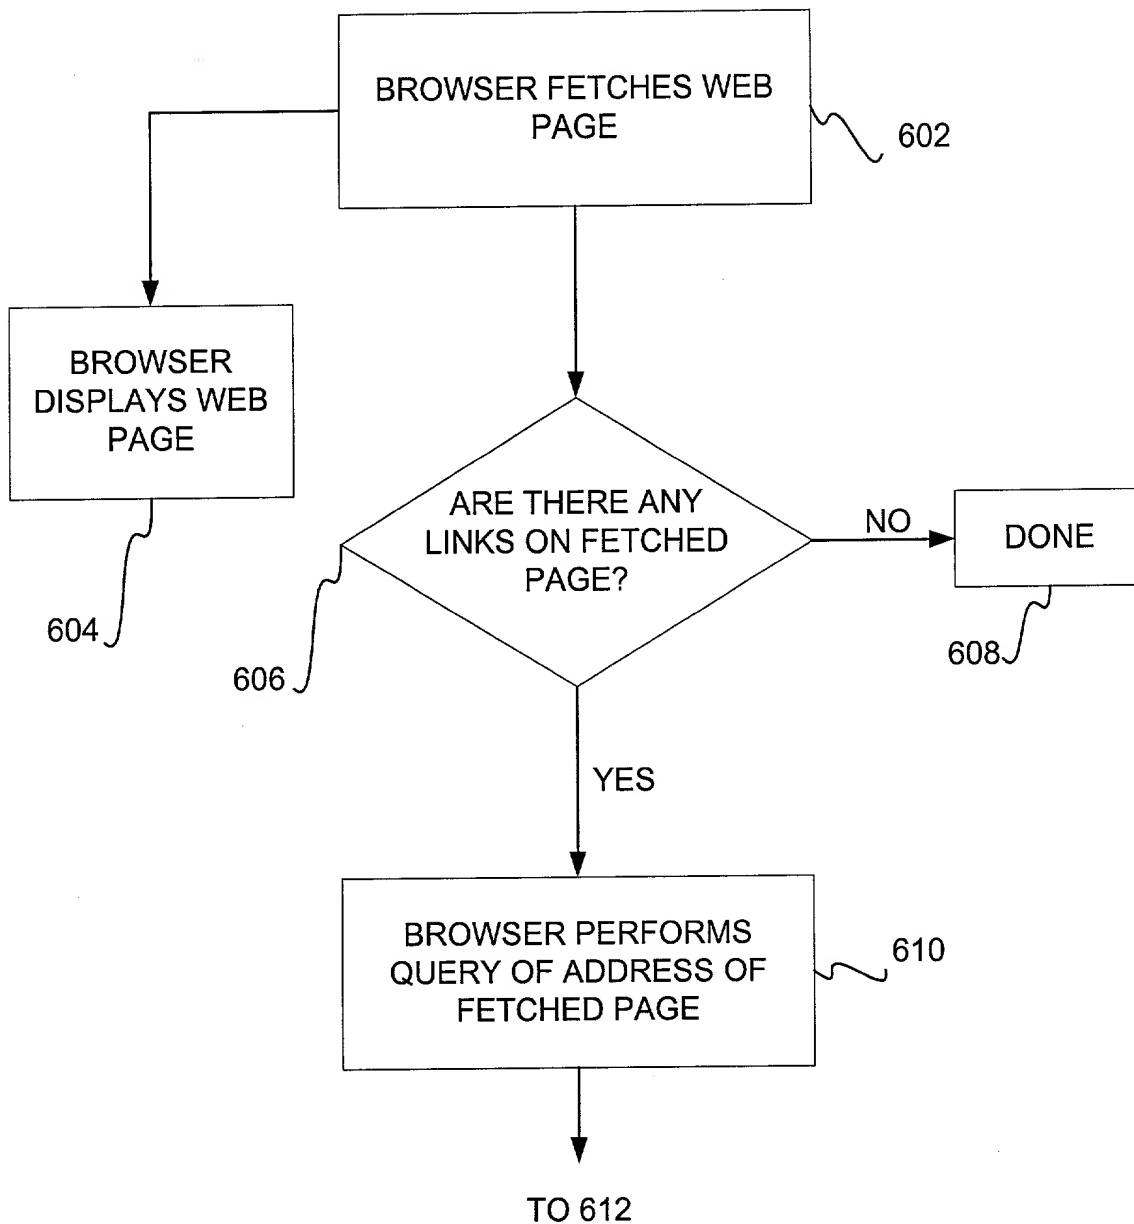 BROWSER FETCHES WEB
PAGE
602
BROWSER
DISPLAYS WEB
PAGE
604
ARE THERE ANY
LINKS ON FETCHED
PAGE?
606
NO
DONE
608
YES
BROWSER PERFORMS
QUERY OF ADDRESS OF
FETCHED PAGE
610
TO 612